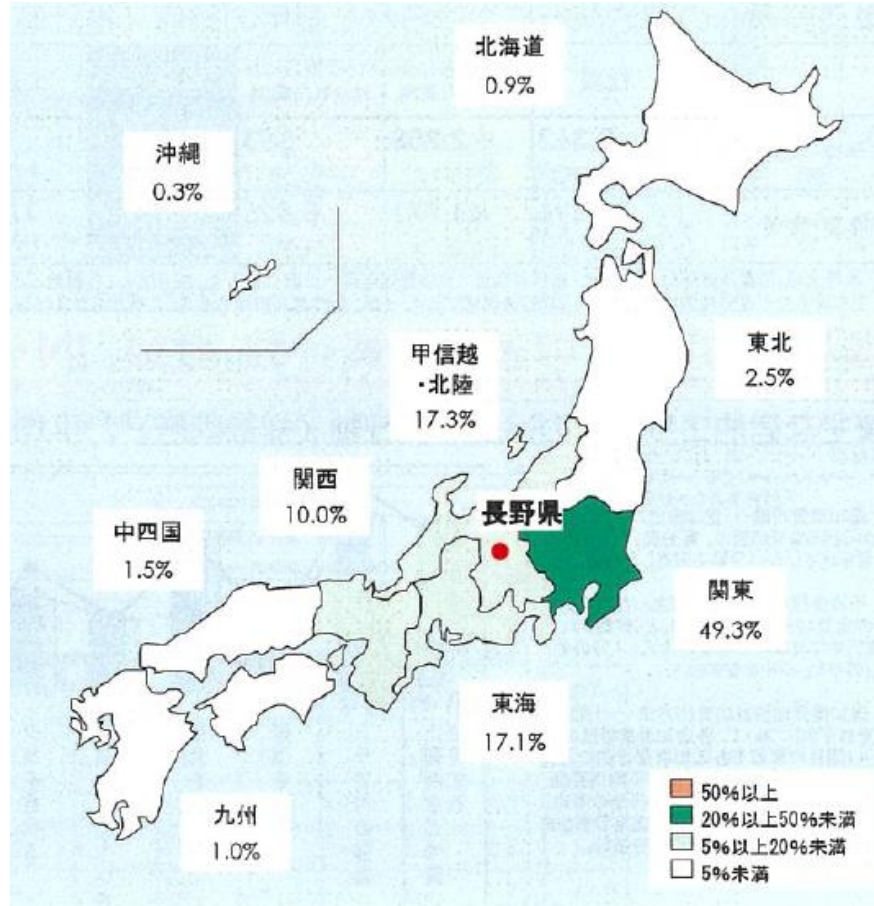 北海道
0.9%
沖縄
0.3%
甲信越
・北陸
17.3%
東北
2.5%
関西
10.0%
長野県
中四国
1.5%
関東
49.3%
東海
17.1%
九州
1.0%
50%以上
20%以上50%未満
5%以上20%未満
5%未満